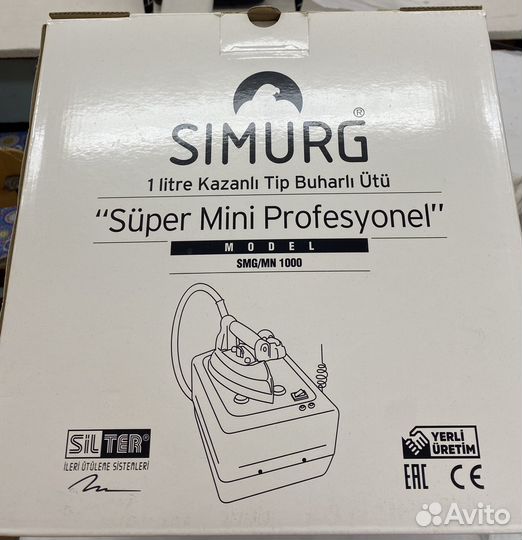 SIMURG®
1 litre Kazanlı Tip Buharlı Ütü
"Süper Mini Profesyonel"
MODEL
SMG/MN 1000
SiLTER®
İLERİ ÜTÜLEME SİSTEMLERİ
YERLİ
ÜRETİM
EAC CE
Avito